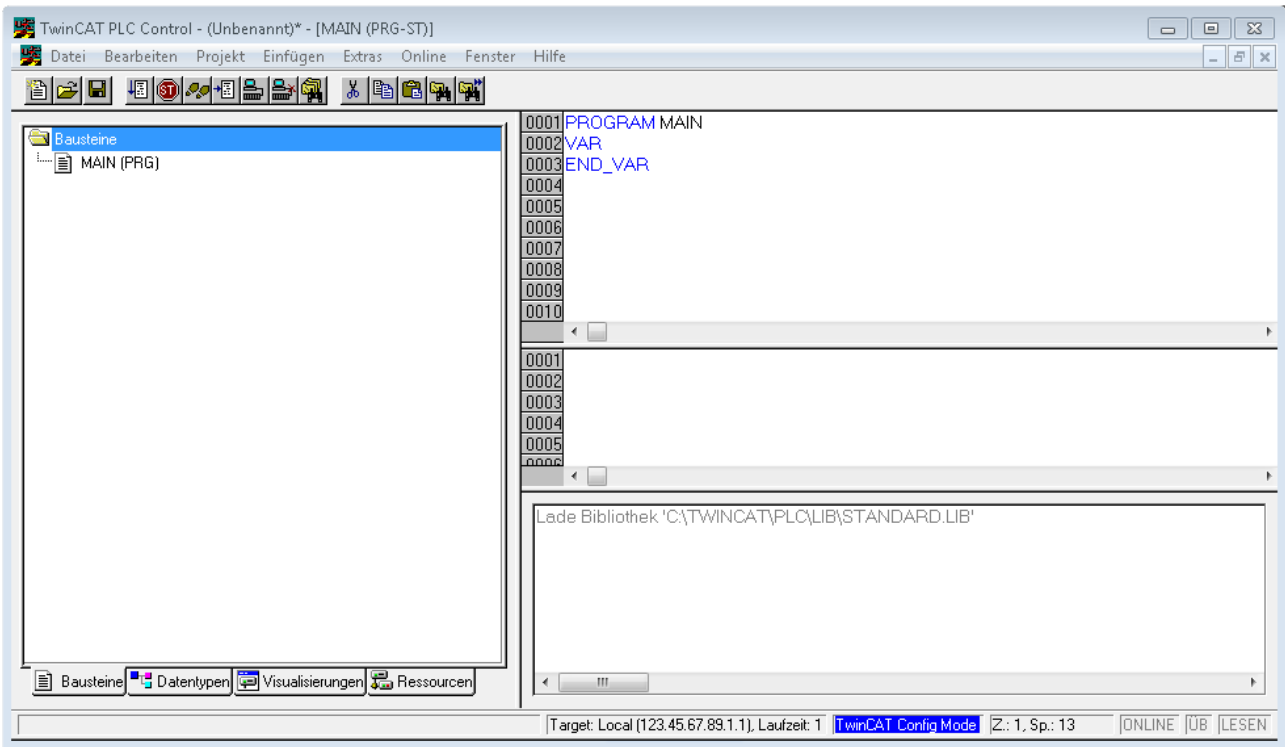 TwinCAT PLC Control - (Unbenannt)* - [MAIN (PRG-ST)]
Datei Bearbeiten Projekt Einfügen Extras Online Fenster Hilfe
Bausteine
MAIN (PRG)
0001 PROGRAM MAIN
0002 VAR
0003 END_VAR
0004
0005
0006
0007
0008
0009
0010
0001
0002
0003
0004
0005
0006
Lade Bibliothek 'C:\TWINCAT\PLC\LIB\STANDARD.LIB'
Bausteine Datentypen Visualisierungen Ressourcen
Target: Local (123.45.67.89.1.1), Laufzeit: 1 TwinCAT Config Mode Z.: 1, Sp.: 13 ONLINE ÜB LESEN